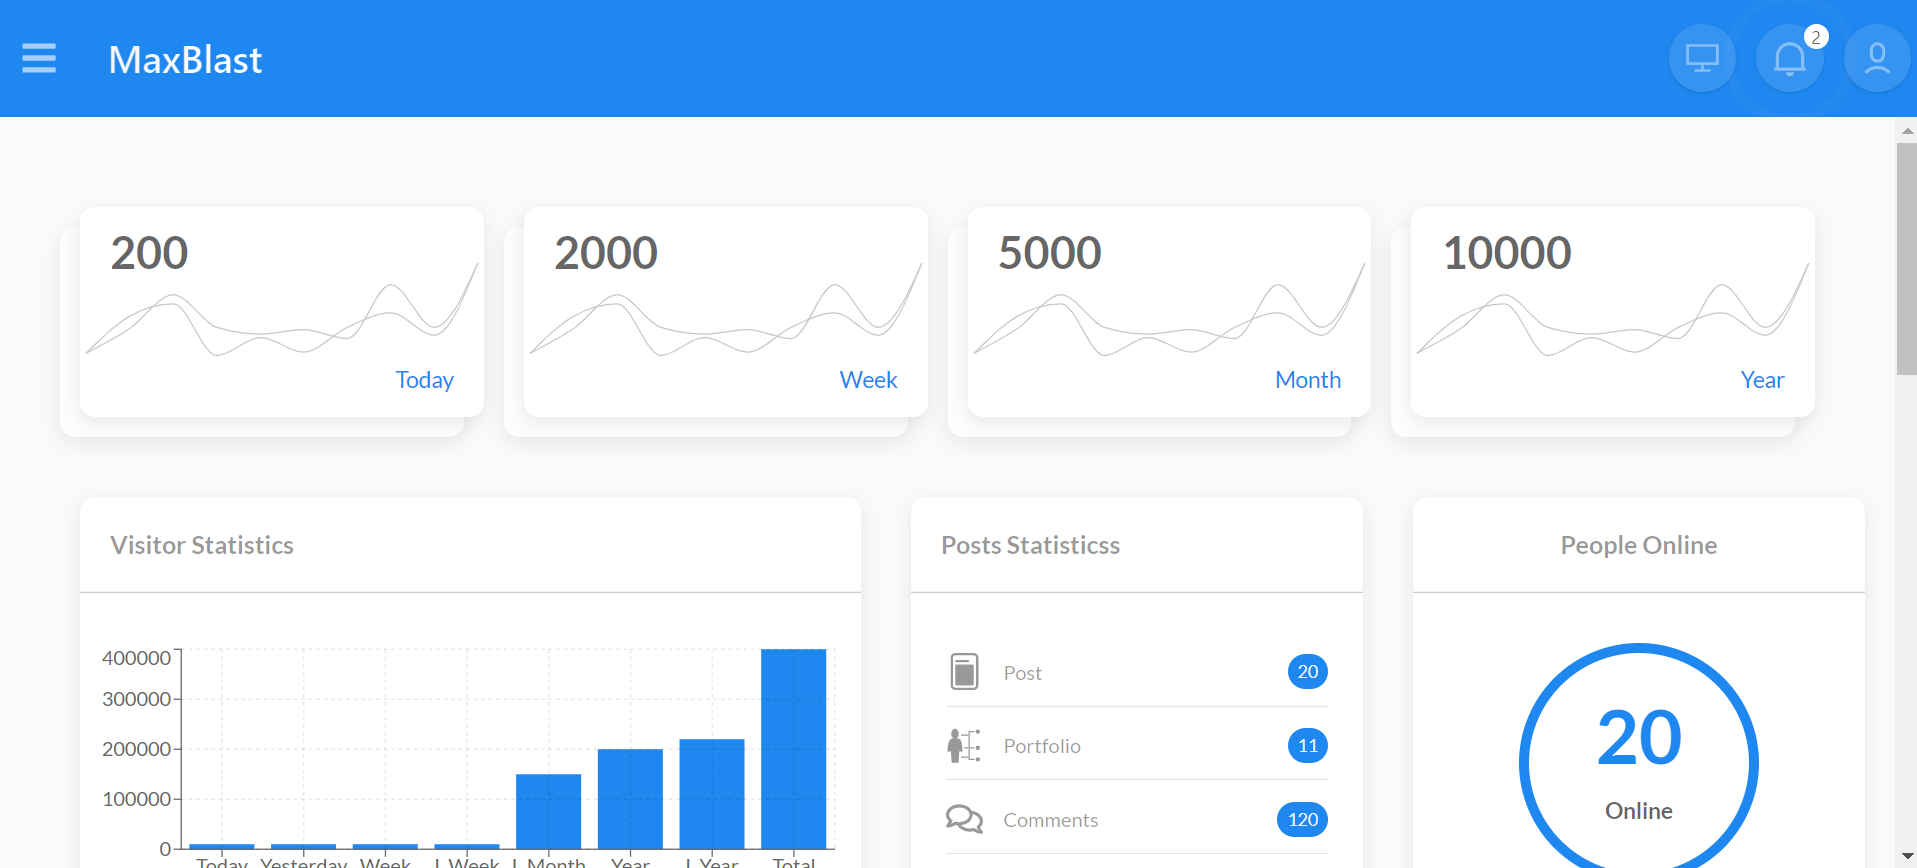 MaxBlast
2
200
Today
2000
Week
5000
Month
10000
Year
Visitor Statistics
400000
300000
200000
100000
0
Today Yesterday Week L Week L Month Year L Year Total
Posts Statisticss
Post 20
Portfolio 11
Comments 120
People Online
20
Online